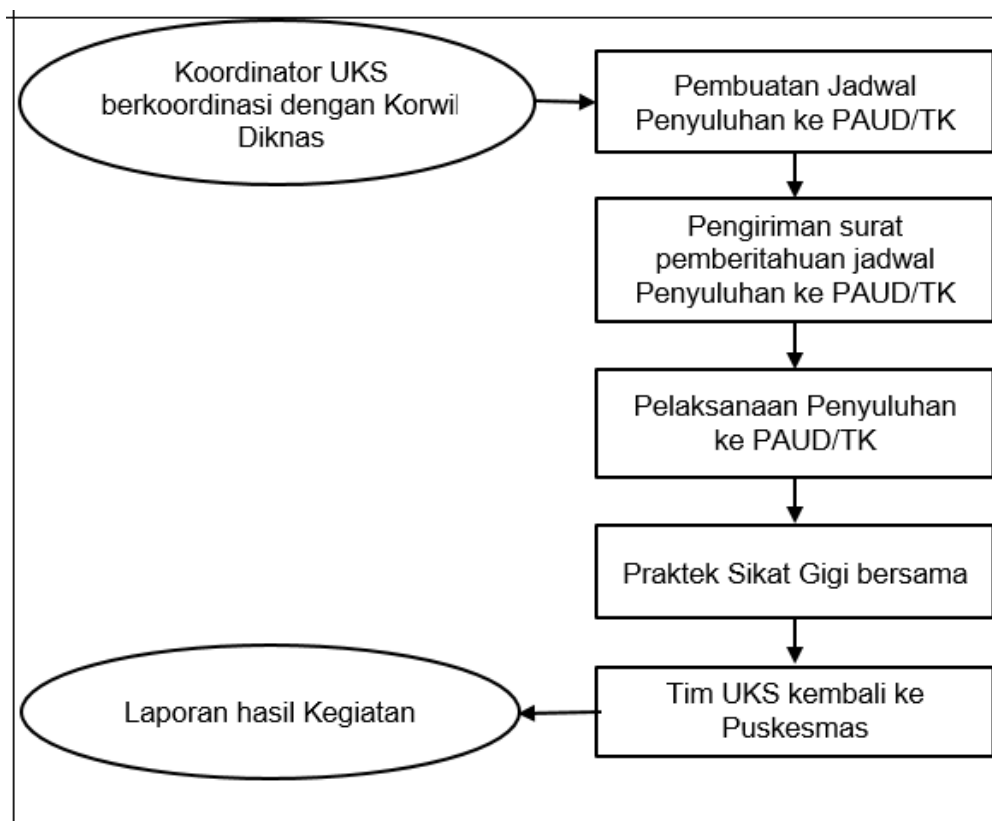 Koordinator UKS
berkoordinasi dengan Korwil
Diknas
Pembuatan Jadwal
Penyuluhan ke PAUD/TK
Pengiriman surat
pemberitahuan jadwal
Penyuluhan ke PAUD/TK
Pelaksanaan Penyuluhan
ke PAUD/TK
Praktek Sikat Gigi bersama
Tim UKS kembali ke
Puskesmas
Laporan hasil Kegiatan